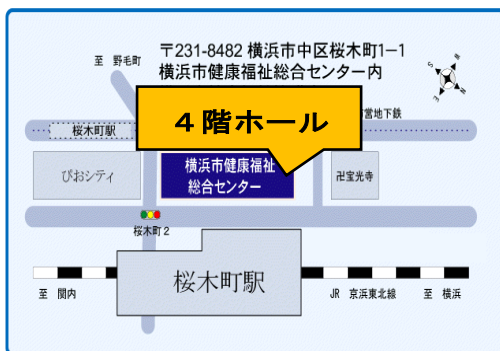 〒231-8482 横浜市中区桜木町1-1
横浜市健康福祉総合センター内
至 野毛町
S
W
E
N
4階ホール
営地下鉄
桜木町駅
ぴおシティ
横浜市健康福祉
総合センター
卍宝光寺
桜木町2
桜木町駅
至 関内
JR 京浜東北線
至 横浜